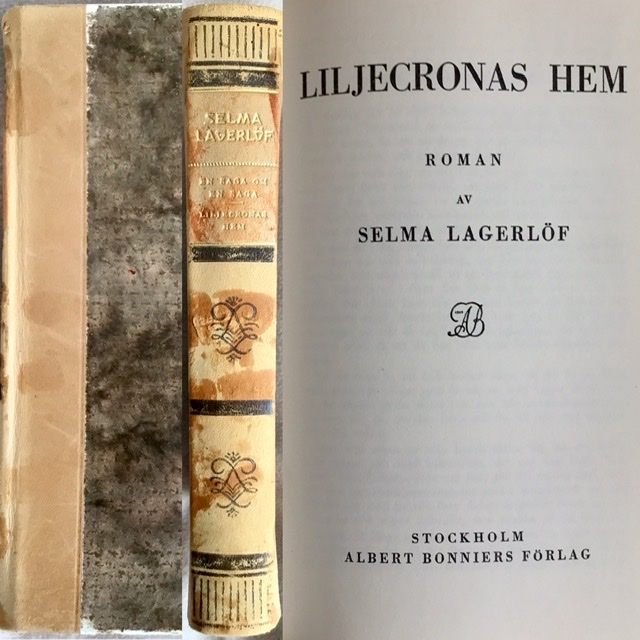 SELMA
LAGERLÖF
EN SAGA OM
EN SAGA
LILJECRONAS
HEM
LILJECRONAS HEM
ROMAN
AV
SELMA LAGERLÖF
STOCKHOLM
ALBERT BONNIERS FÖRLAG